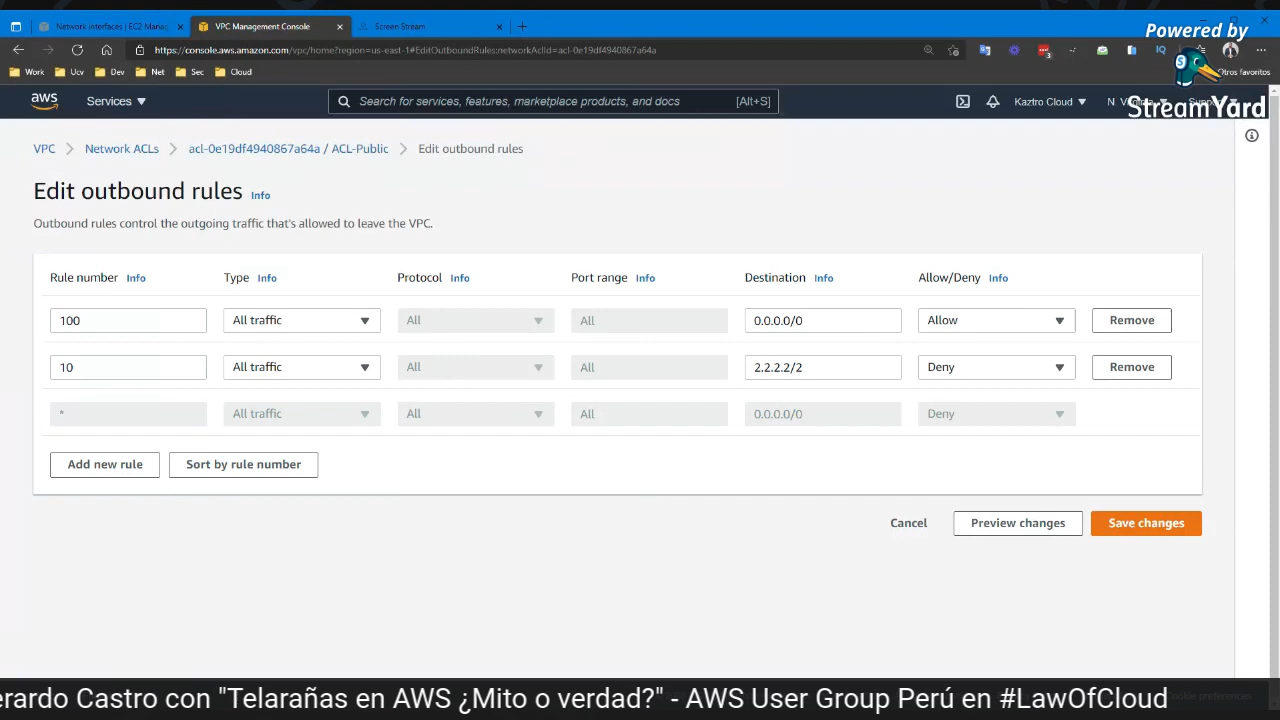 Network interfaces | EC2 Manag
VPC Management Console
Screen Stream
Powered by
https://console.aws.amazon.com/vpc/home?region=us-east-1#EditOutboundRules:networkAclId=acl-0e19df4940867a64a
Work
Ucv
Dev
Net
Sec
Cloud
Otros favoritos
StreamYard
aws
Services
Search for services, features, marketplace products, and docs
[Alt+S]
Kaztro Cloud
VPC
Network ACLs
acl-0e19df4940867a64a / ACL-Public
Edit outbound rules
Edit outbound rules Info
Outbound rules control the outgoing traffic that's allowed to leave the VPC.
Rule number Info Type Info Protocol Info Port range Info Destination Info Allow/Deny Info
100 All traffic All All 0.0.0.0/0 Allow Remove
10 All traffic All All 2.2.2.2/2 Deny Remove
* All traffic All All 0.0.0.0/0 Deny
Add new rule Sort by rule number
Cancel Preview changes Save changes
erardo Castro con "Telarañas en AWS ¿Mito o verdad?" - AWS User Group Perú en #LawOfCloud